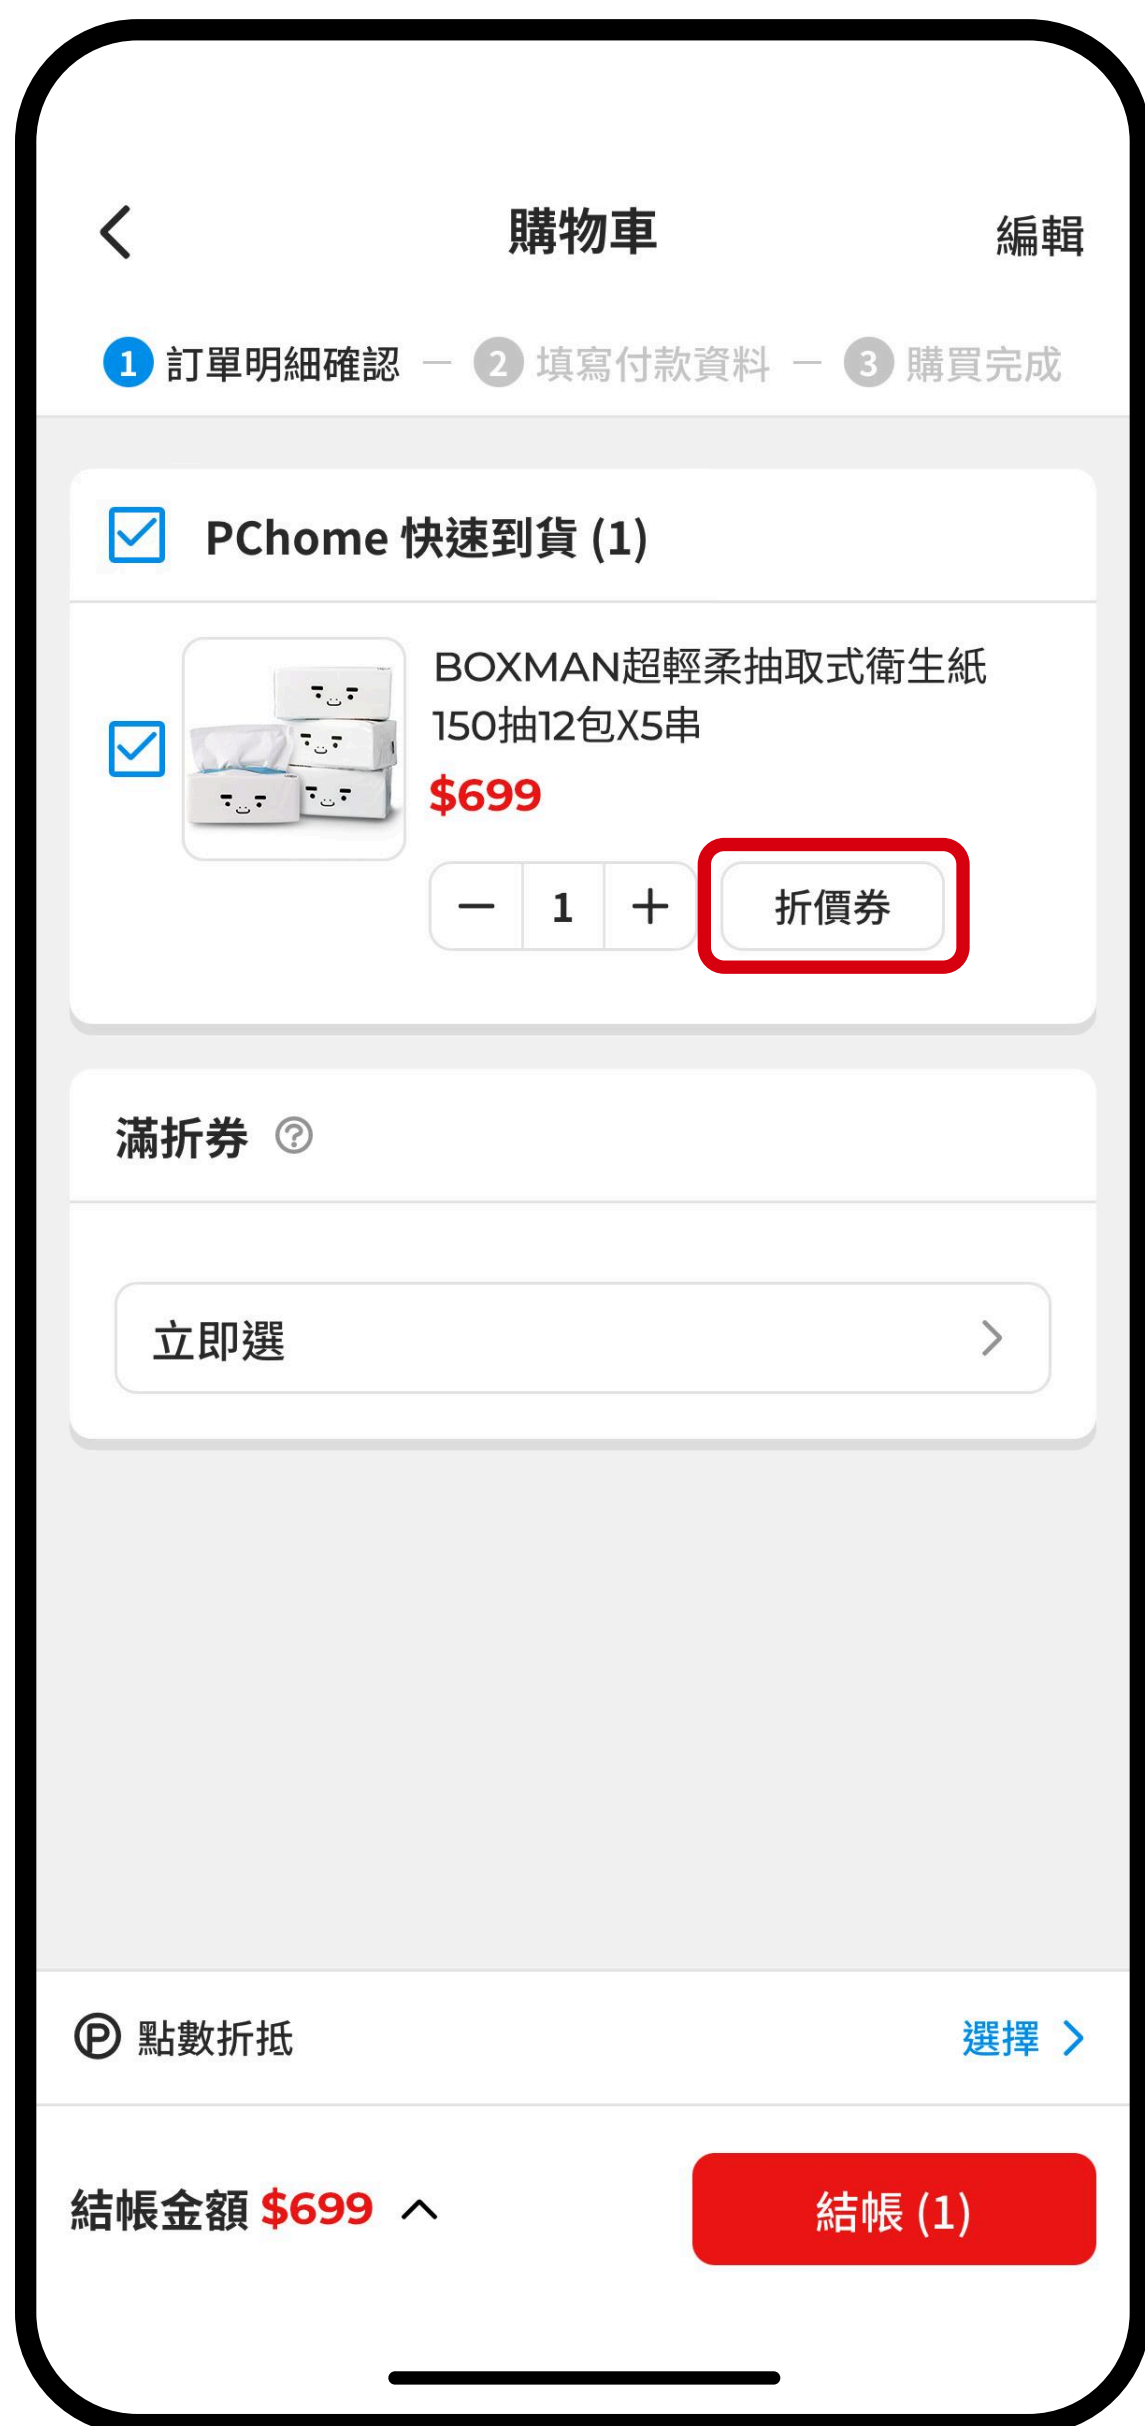 購物車
編輯
1 訂單明細確認 – 2 填寫付款資料 – 3 購買完成
PChome 快速到貨 (1)
BOXMAN超輕柔抽取式衛生紙
150抽12包X5串
$699
1
折價券
滿折券 ?
立即選
P 點數折抵
選擇
結帳金額 $699
結帳 (1)